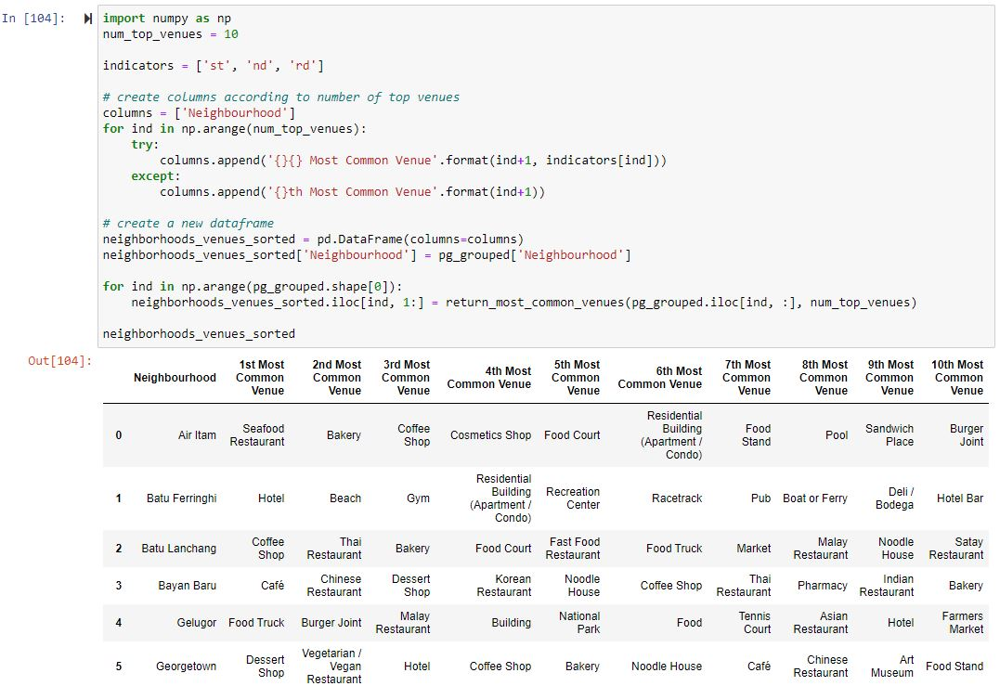 In [104]:
import numpy as np
num_top_venues = 10
indicators = ['st', 'nd', 'rd']
# create columns according to number of top venues
columns = ['Neighbourhood']
for ind in np.arange(num_top_venues):
    try:
        columns.append('{}{} Most Common Venue'.format(ind+1, indicators[ind]))
    except:
        columns.append('{}th Most Common Venue'.format(ind+1))
# create a new dataframe
neighborhoods_venues_sorted = pd.DataFrame(columns=columns)
neighborhoods_venues_sorted['Neighbourhood'] = pg_grouped['Neighbourhood']
for ind in np.arange(pg_grouped.shape[0]):
    neighborhoods_venues_sorted.iloc[ind, 1:] = return_most_common_venues(pg_grouped.iloc[ind, :], num_top_venues)
neighborhoods_venues_sorted
Out[104]:
Neighbourhood 1st Most Common Venue 2nd Most Common Venue 3rd Most Common Venue 4th Most Common Venue 5th Most Common Venue 6th Most Common Venue 7th Most Common Venue 8th Most Common Venue 9th Most Common Venue 10th Most Common Venue
0 Air Itam Seafood Restaurant Bakery Coffee Shop Cosmetics Shop Food Court Residential Building (Apartment / Condo) Food Stand Pool Sandwich Place Burger Joint
1 Batu Ferringhi Hotel Beach Gym Residential Building (Apartment / Condo) Recreation Center Racetrack Pub Boat or Ferry Deli / Bodega Hotel Bar
2 Batu Lanchang Coffee Shop Thai Restaurant Bakery Food Court Fast Food Restaurant Food Truck Market Malay Restaurant Noodle House Satay Restaurant
3 Bayan Baru Café Chinese Restaurant Dessert Shop Korean Restaurant Noodle House Coffee Shop Thai Restaurant Pharmacy Indian Restaurant Bakery
4 Gelugor Food Truck Burger Joint Malay Restaurant Building National Park Food Tennis Court Asian Restaurant Hotel Farmers Market
5 Georgetown Dessert Shop Vegetarian / Vegan Restaurant Hotel Coffee Shop Bakery Noodle House Café Chinese Restaurant Art Museum Food Stand